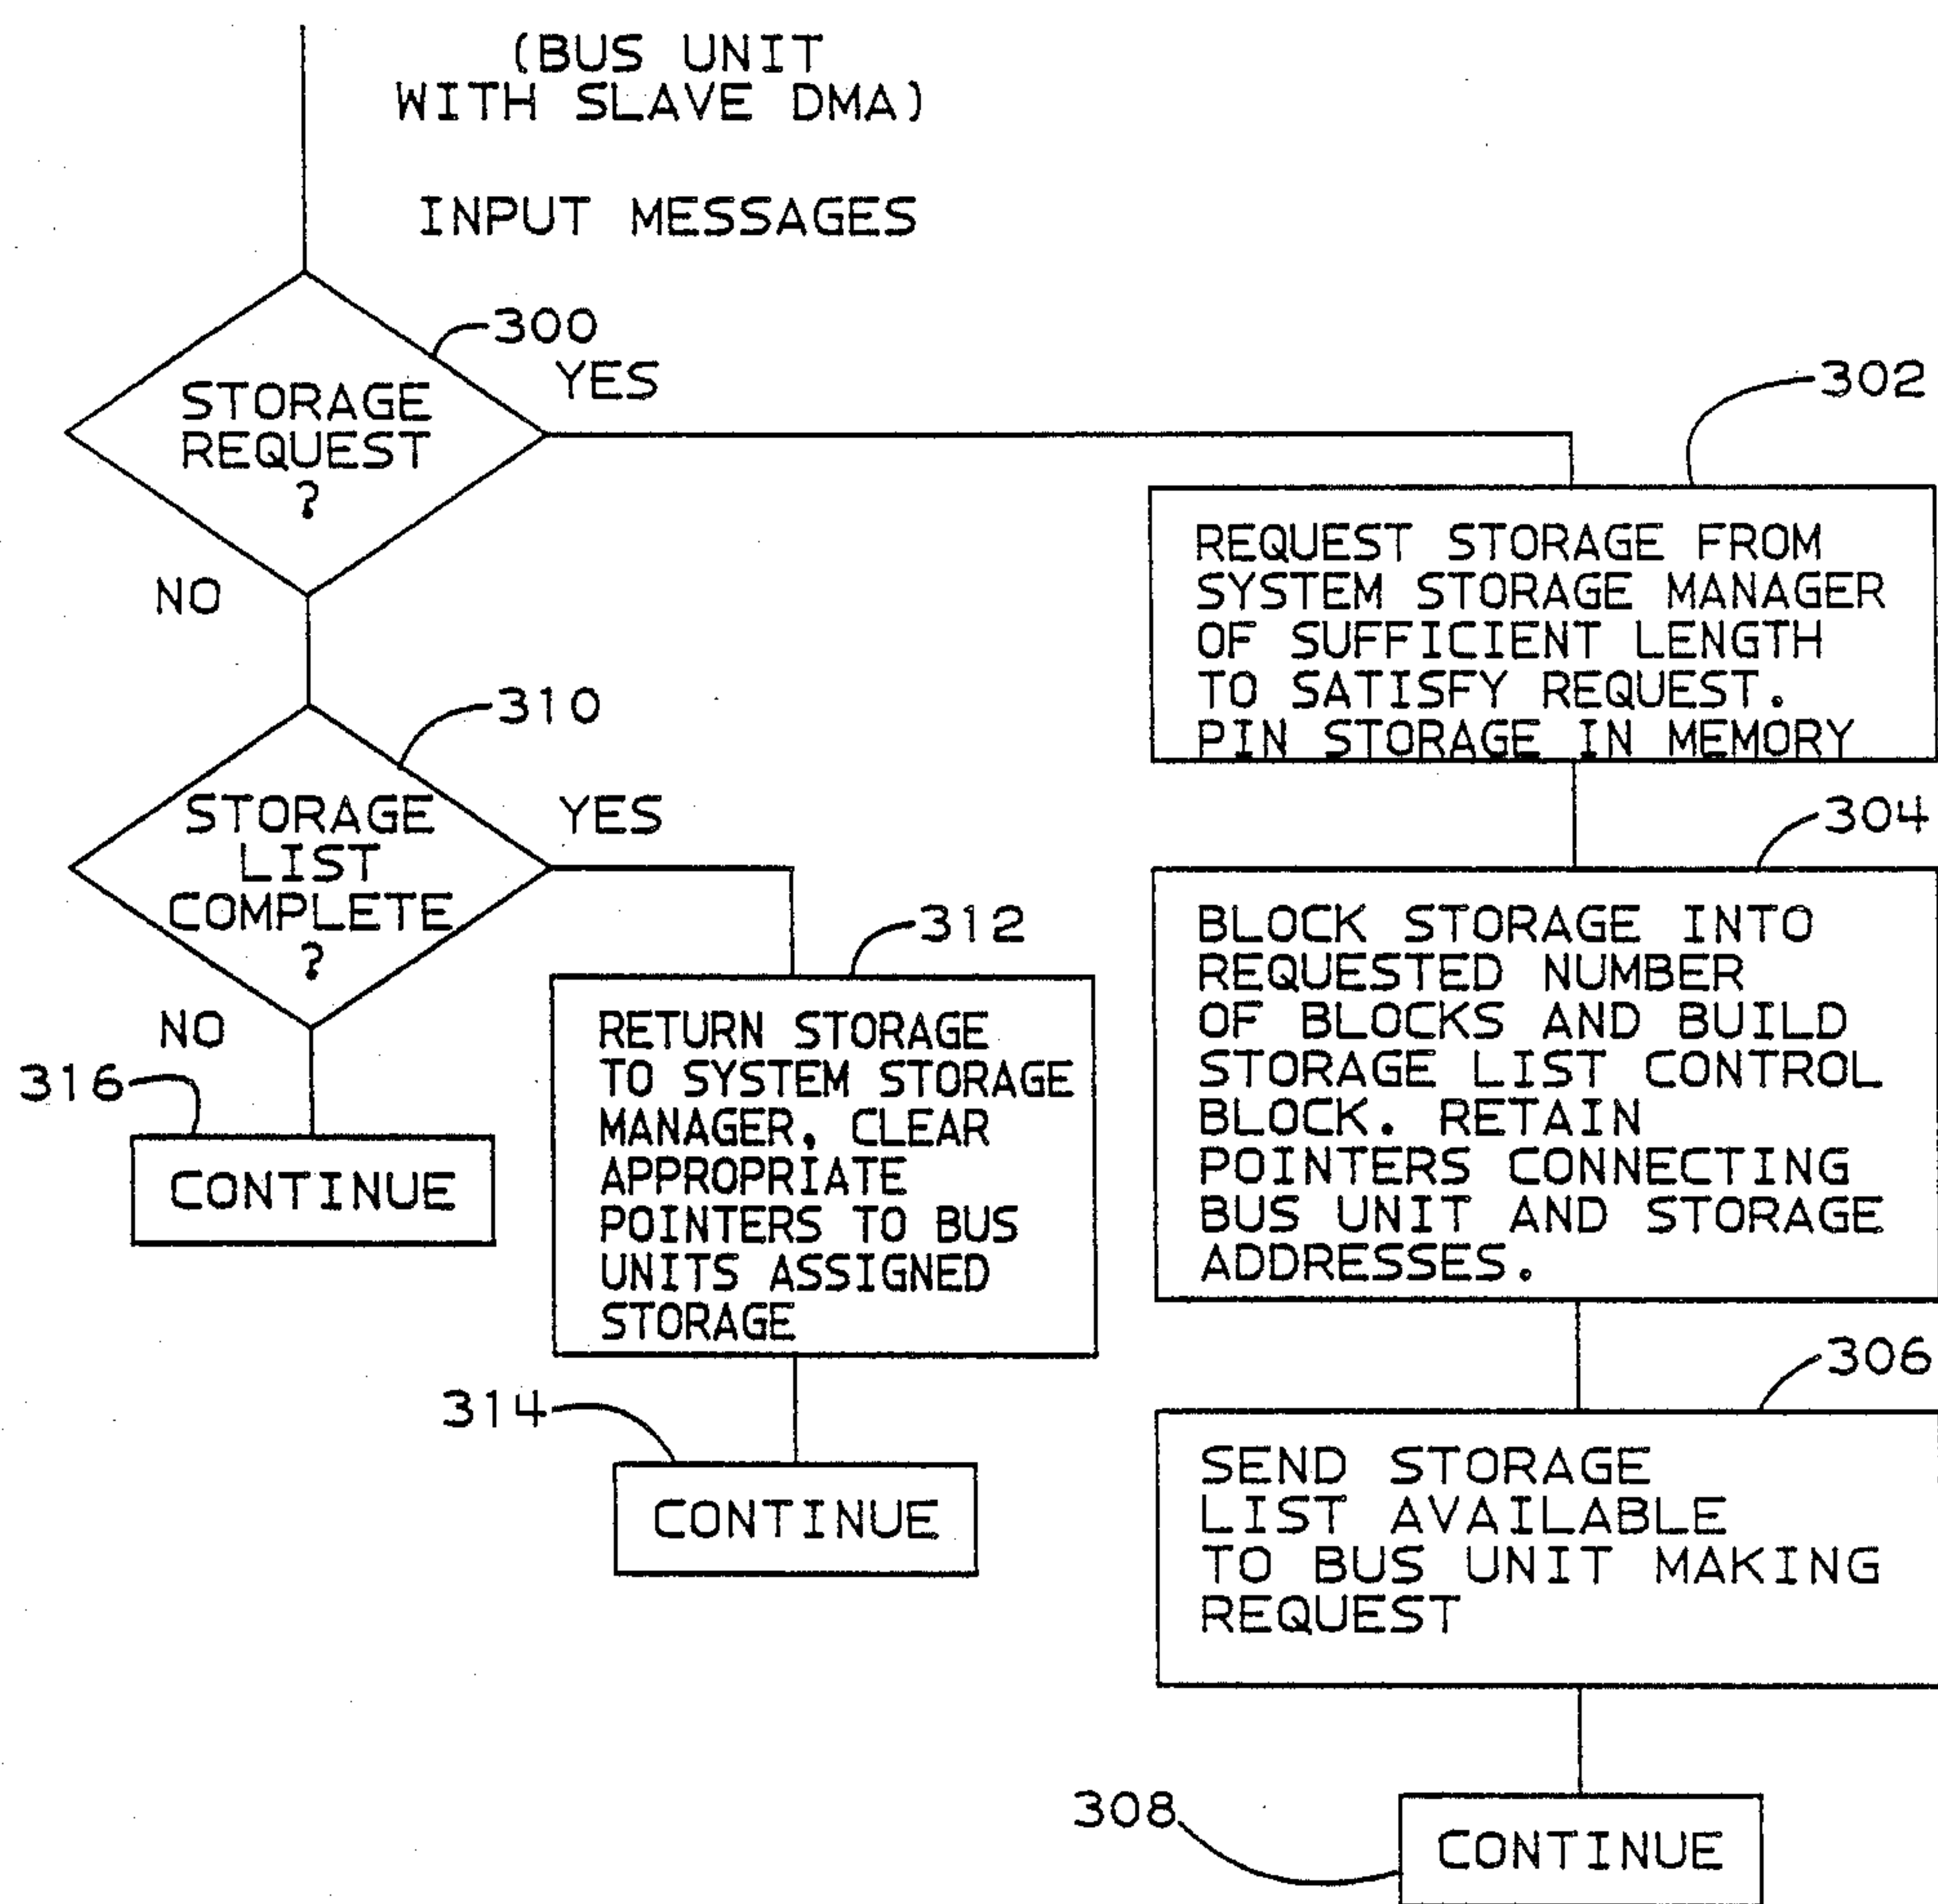 (BUS UNIT
WITH SLAVE DMA)
INPUT MESSAGES
300
STORAGE
REQUEST
?
YES
NO
302
REQUEST STORAGE FROM
SYSTEM STORAGE MANAGER
OF SUFFICIENT LENGTH
TO SATISFY REQUEST.
PIN STORAGE IN MEMORY
310
STORAGE
LIST
COMPLETE
?
YES
NO
304
BLOCK STORAGE INTO
REQUESTED NUMBER
OF BLOCKS AND BUILD
STORAGE LIST CONTROL
BLOCK. RETAIN
POINTERS CONNECTING
BUS UNIT AND STORAGE
ADDRESSES.
312
RETURN STORAGE
TO SYSTEM STORAGE
MANAGER. CLEAR
APPROPRIATE
POINTERS TO BUS
UNITS ASSIGNED
STORAGE
316
CONTINUE
314
CONTINUE
306
SEND STORAGE
LIST AVAILABLE
TO BUS UNIT MAKING
REQUEST
308
CONTINUE